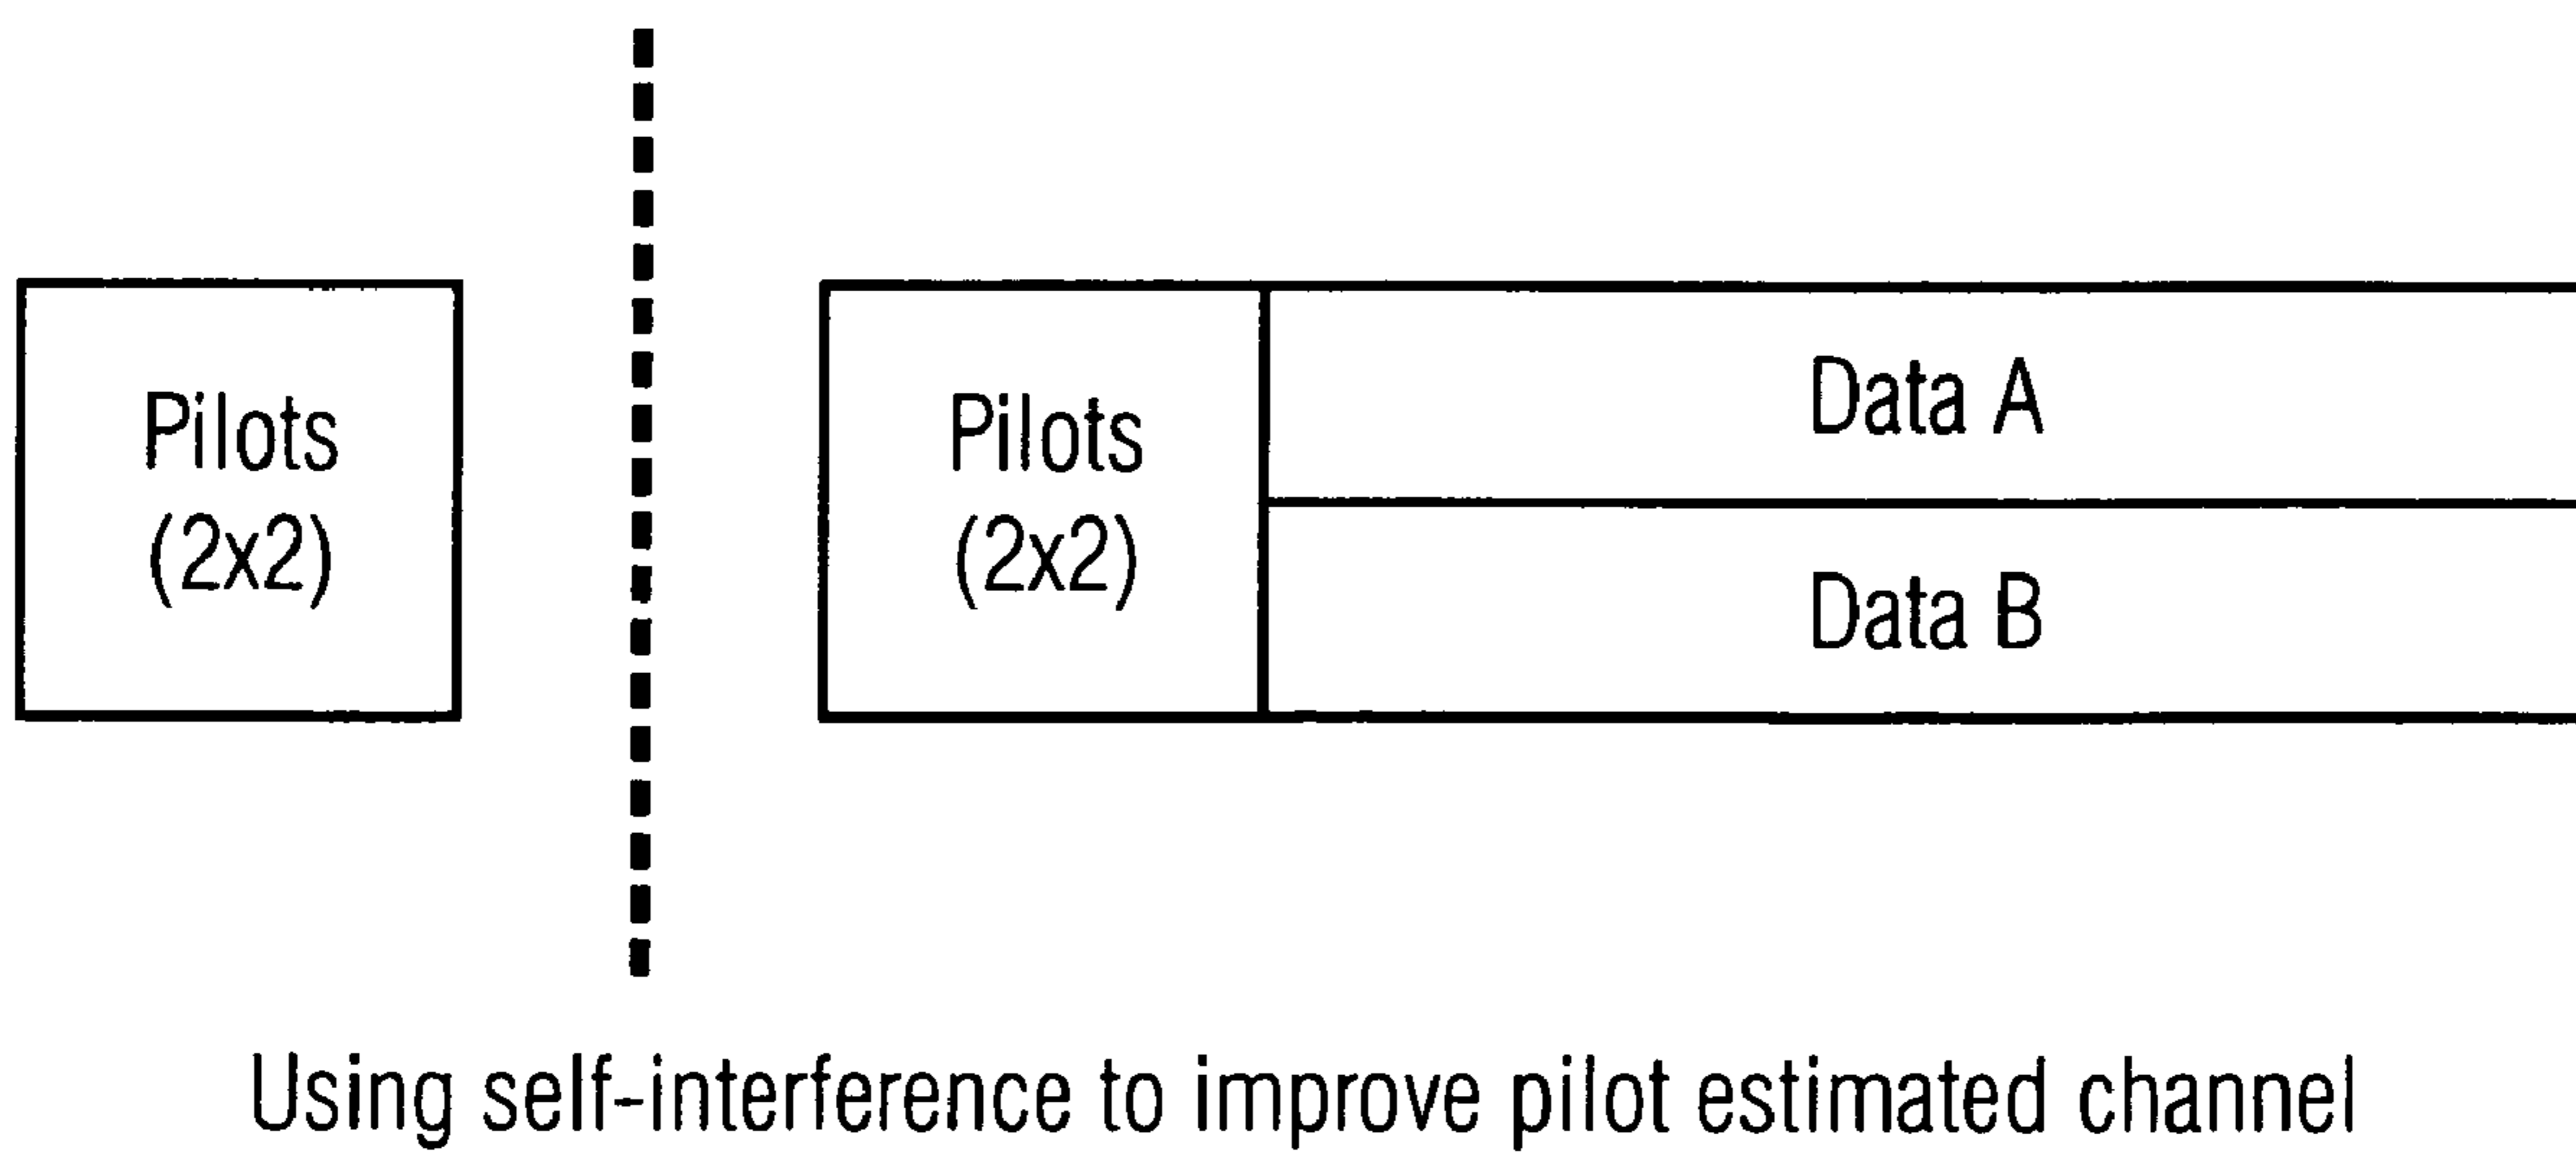 Pilots
(2x2)
Pilots
(2x2)
Data A
Data B
Using self-interference to improve pilot estimated channel